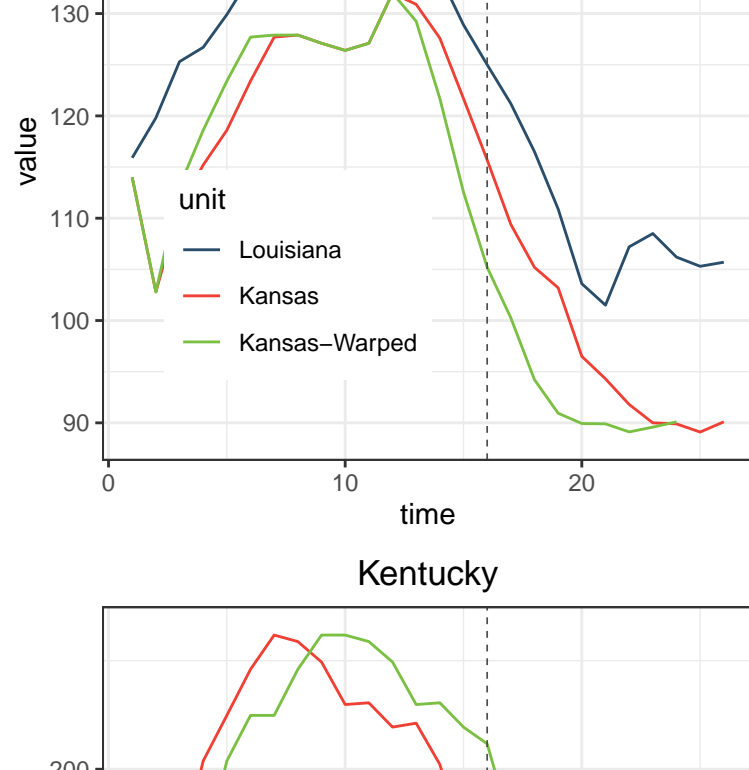 130
120
110
100
90
value
unit
Louisiana
Kansas
Kansas−Warped
0
10
20
time
Kentucky
200